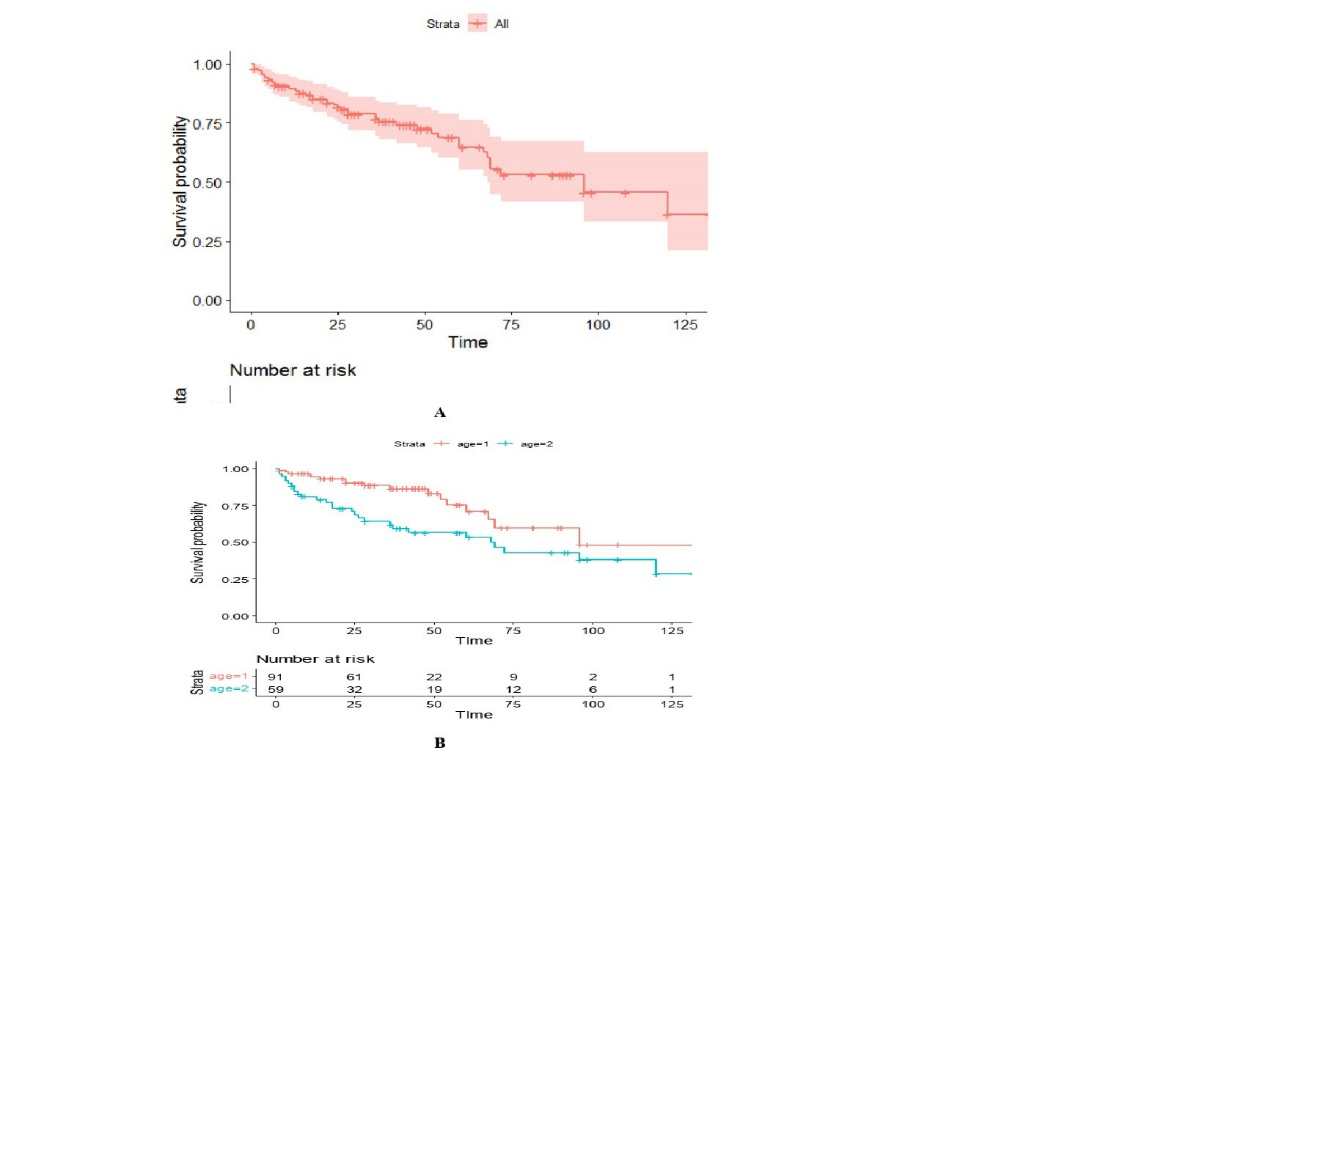 Strata All
1.00
0.75
0.50
0.25
0.00
Survival probability
0 25 50 75 100 125
Time
Number at risk
ata
A
Strata age=1 age=2
1.00
0.75
0.50
0.25
0.00
Survival probability
0 25 50 75 100 125
Time
Number at risk
Strata
age=1 91 61 22 9 2 1
age=2 59 32 19 12 6 1
0 25 50 75 100 125
Time
B